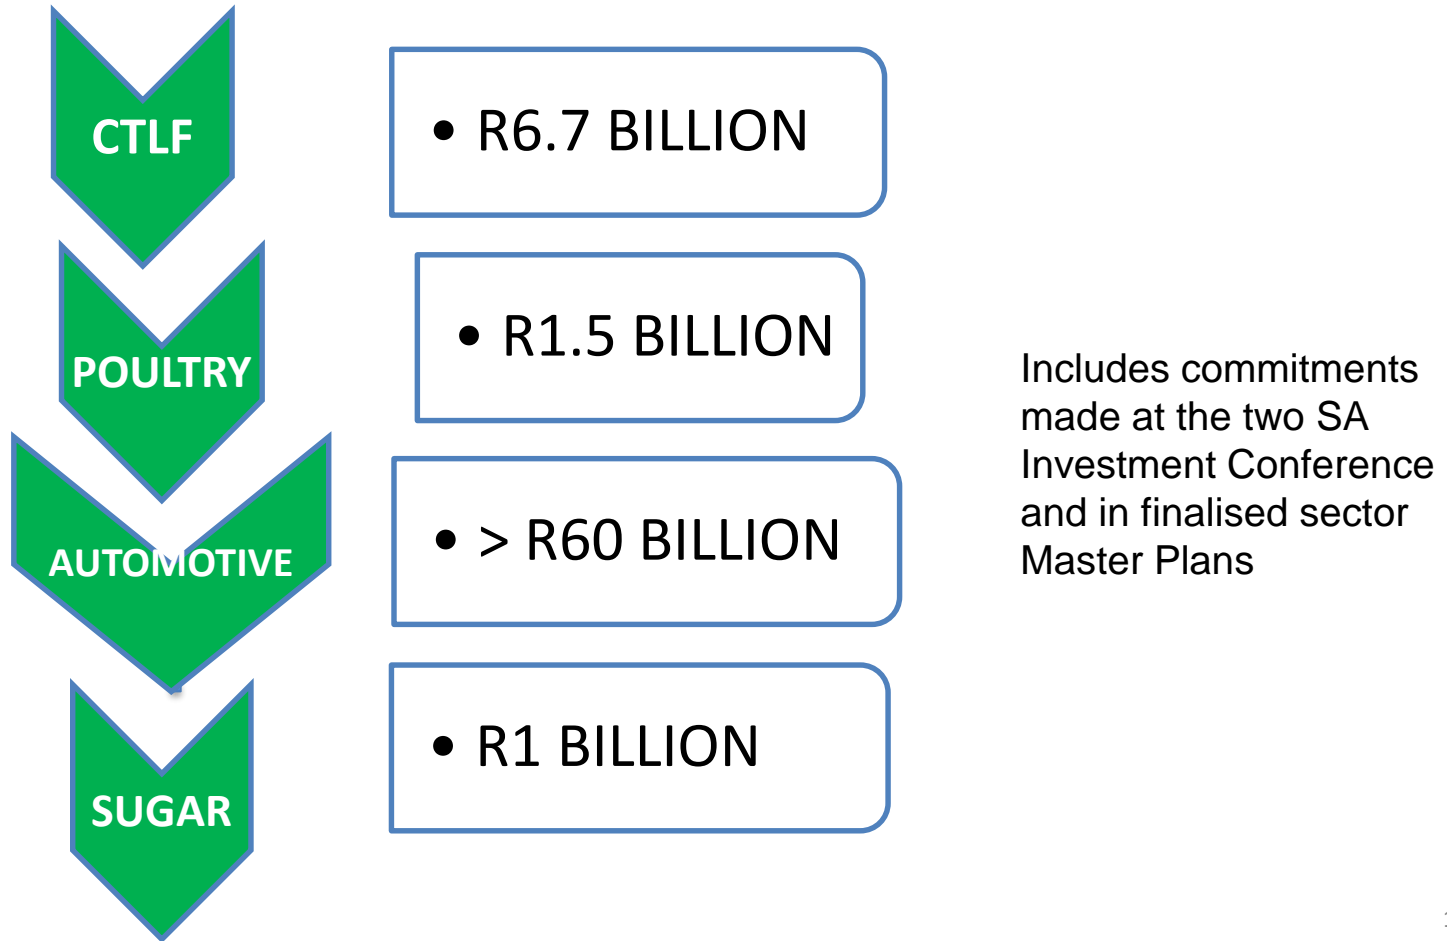 CTLF
• R6.7 BILLION
POULTRY
• R1.5 BILLION
AUTOMOTIVE
• > R60 BILLION
SUGAR
• R1 BILLION
Includes commitments
made at the two SA
Investment Conference
and in finalised sector
Master Plans